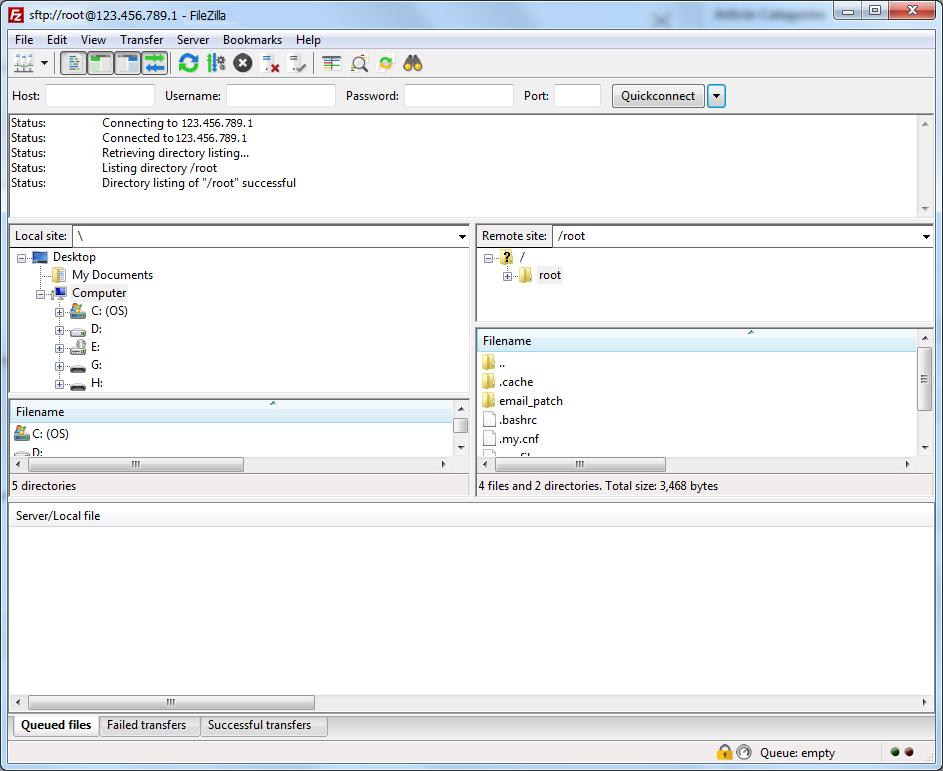 sftp://root@123.456.789.1 - FileZilla
File Edit View Transfer Server Bookmarks Help
Host: Username: Password: Port: Quickconnect
Status: Connecting to 123.456.789.1
Status: Connected to 123.456.789.1
Status: Retrieving directory listing...
Status: Listing directory /root
Status: Directory listing of "/root" successful
Local site: \
Remote site: /root
Desktop
My Documents
Computer
C: (OS)
D:
E:
G:
H:
/
root
Filename
C: (OS)
D:
5 directories
Filename
..
.cache
email_patch
.bashrc
.my.cnf
4 files and 2 directories. Total size: 3,468 bytes
Server/Local file
Queued files Failed transfers Successful transfers
Queue: empty